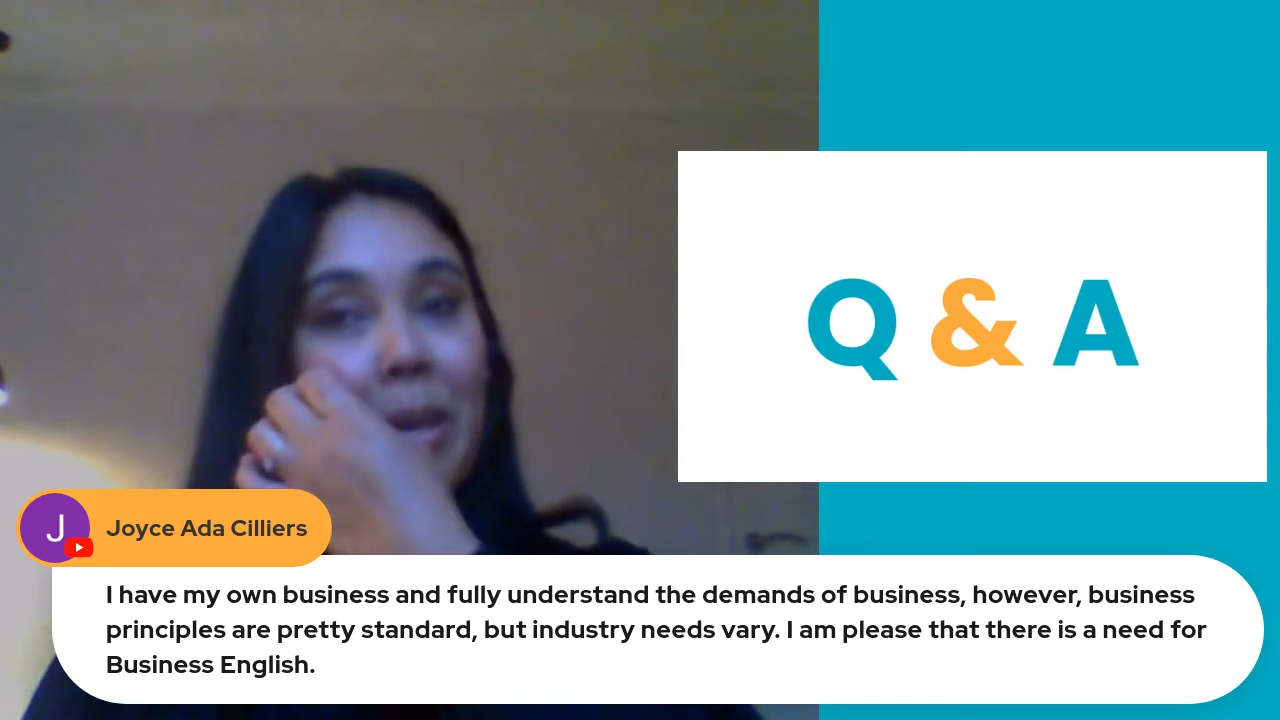 Q & A
J
Joyce Ada Cilliers
I have my own business and fully understand the demands of business, however, business
principles are pretty standard, but industry needs vary. I am please that there is a need for
Business English.